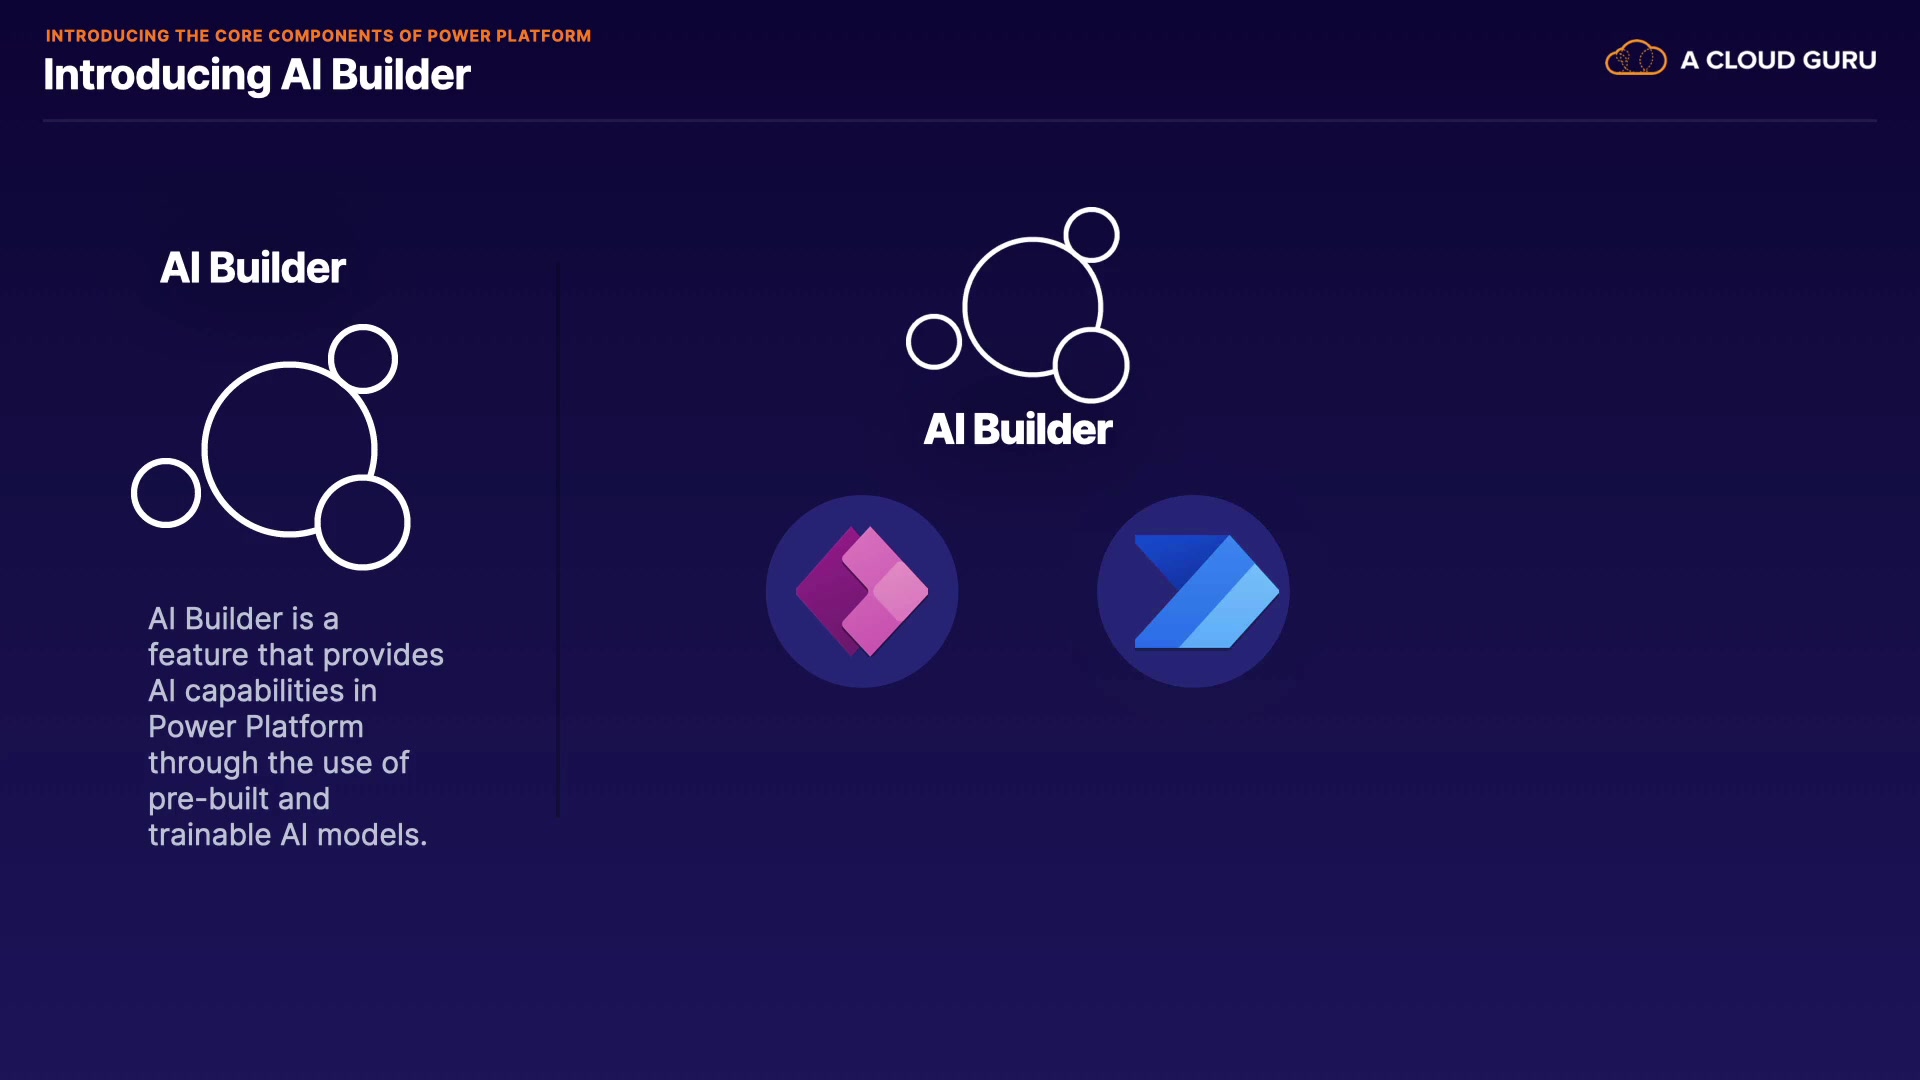 INTRODUCING THE CORE COMPONENTS OF POWER PLATFORM
Introducing AI Builder
A CLOUD GURU
AI Builder
AI Builder is a
feature that provides
AI capabilities in
Power Platform
through the use of
pre-built and
trainable AI models.
AI Builder